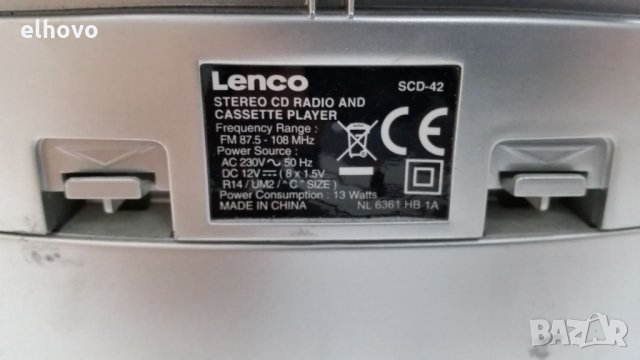 elhovo
Lenco
SCD-42
STEREO CD RADIO AND
CASSETTE PLAYER
Frequency Range :
FM 87.5 - 108 MHz
Power Source :
AC 230V~ 50 Hz
DC 12V⎓ ( 8 x 1.5V
R14 / UM2 / " C " SIZE )
Power Consumption : 13 Watts
MADE IN CHINA
NL 6361 HB 1A
CE
BAZAR
.bg